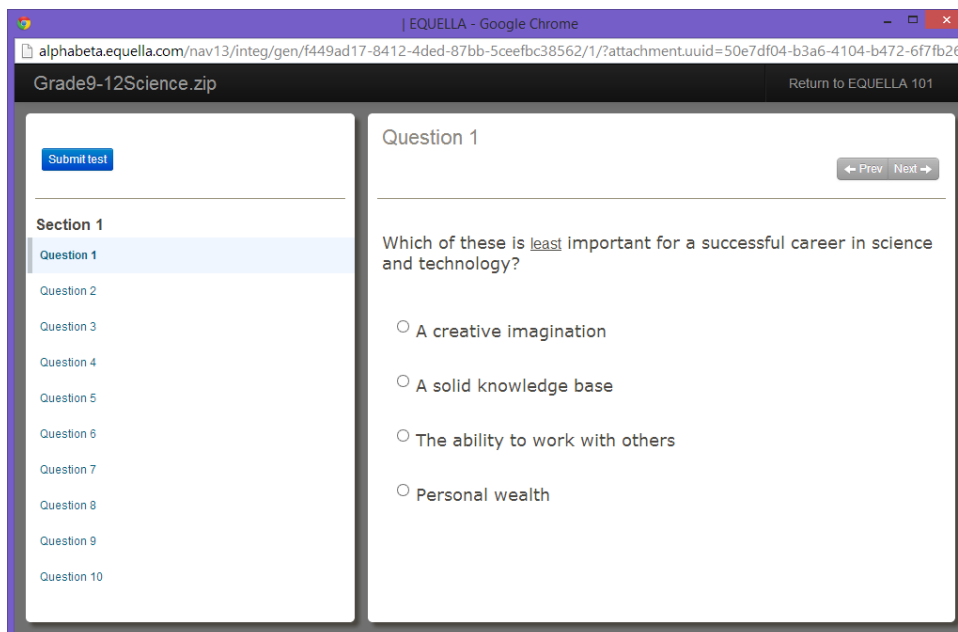 | EQUELLA - Google Chrome
alphabeta.equella.com/nav13/integ/gen/f449ad17-8412-4ded-87bb-5ceefbc38562/1/?attachment.uuid=50e7df04-b3a6-4104-b472-6f7fb26
Grade9-12Science.zip
Return to EQUELLA 101
Submit test
Section 1
Question 1
Question 2
Question 3
Question 4
Question 5
Question 6
Question 7
Question 8
Question 9
Question 10
Question 1
Prev Next
Which of these is least important for a successful career in science
and technology?
A creative imagination
A solid knowledge base
The ability to work with others
Personal wealth